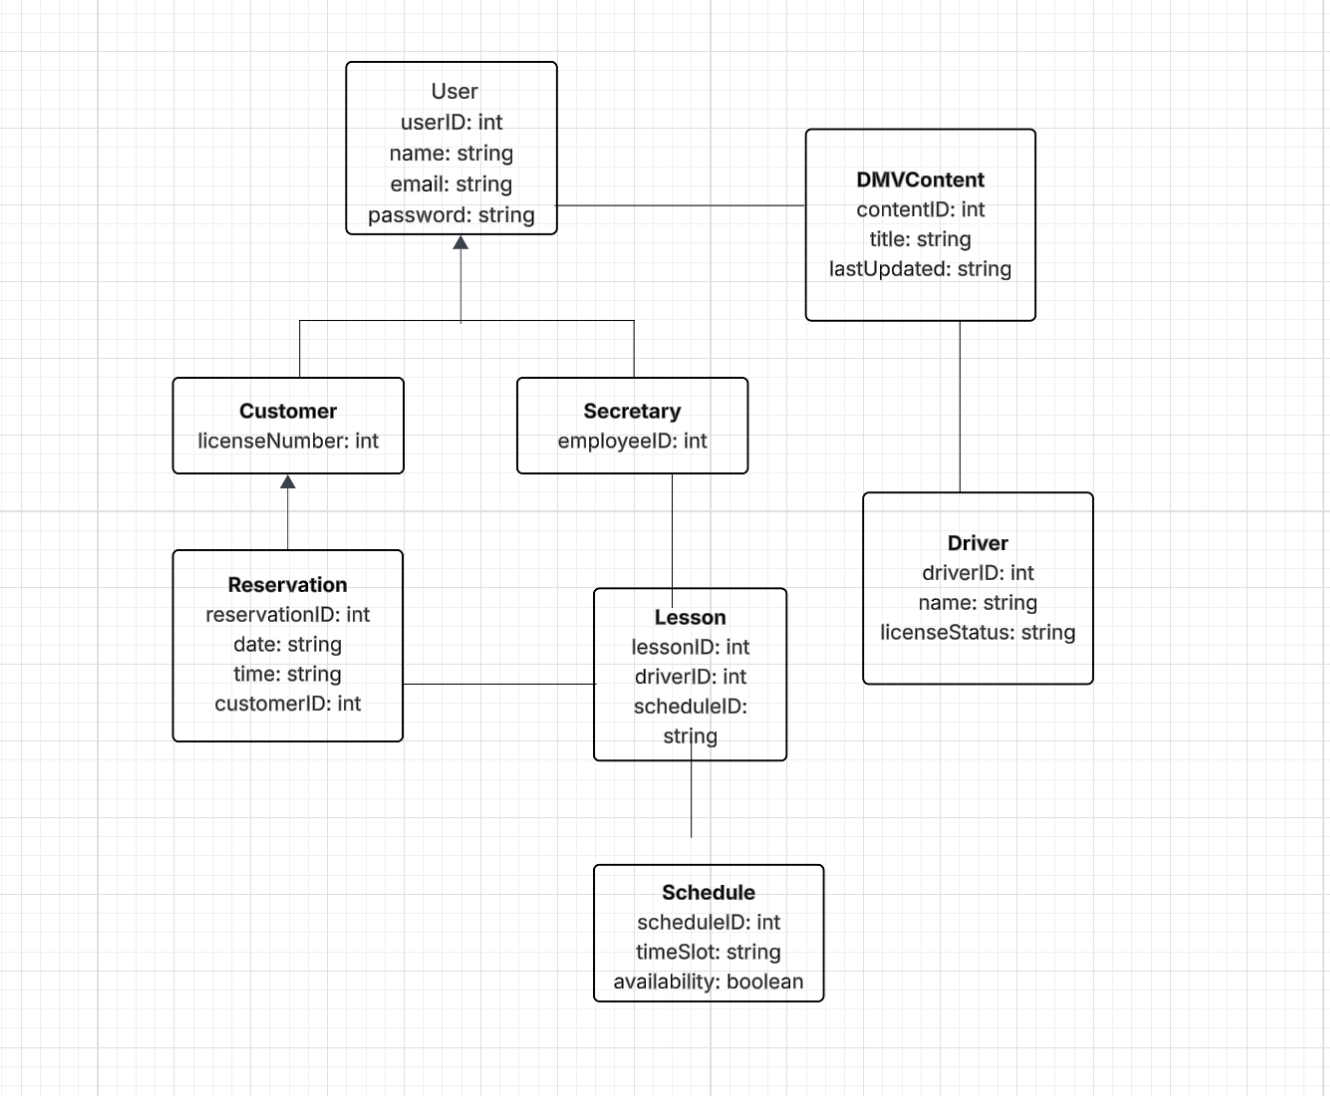 User
userID: int
name: string
email: string
password: string
DMVContent
contentID: int
title: string
lastUpdated: string
Customer
licenseNumber: int
Secretary
employeeID: int
Driver
driverID: int
name: string
licenseStatus: string
Reservation
reservationID: int
date: string
time: string
customerID: int
Lesson
lessonID: int
driverID: int
scheduleID:
string
Schedule
scheduleID: int
timeSlot: string
availability: boolean